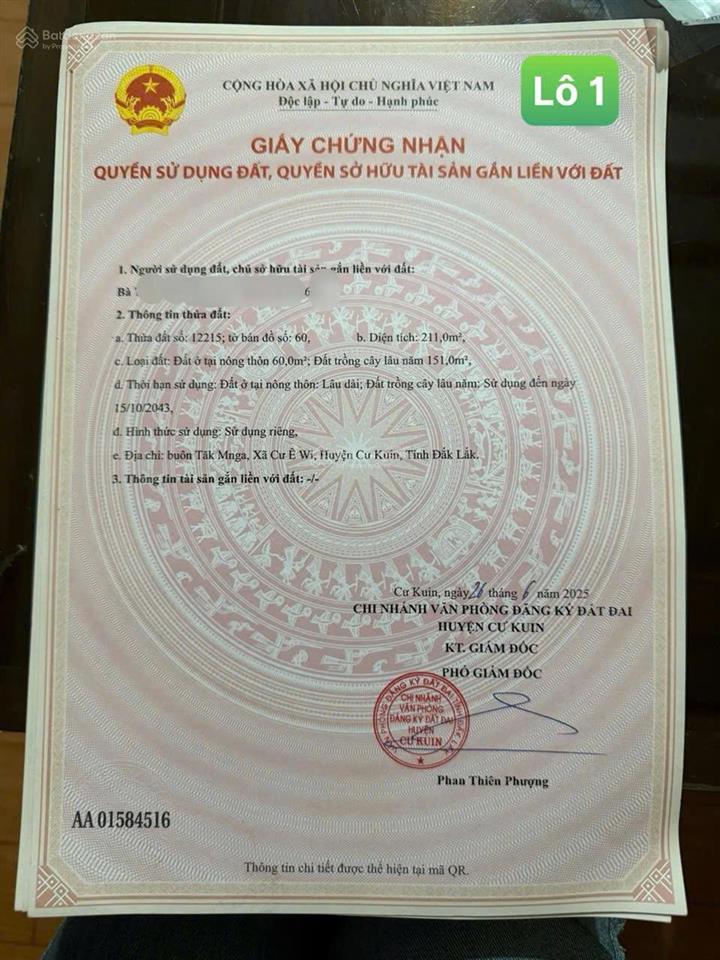 Batdongsan
by PropertyGuru
CỘNG HÒA XÃ HỘI CHỦ NGHĨA VIỆT NAM
Độc lập - Tự do - Hạnh phúc
Lô 1
GIẤY CHỨNG NHẬN
QUYỀN SỬ DỤNG ĐẤT, QUYỀN SỞ HỮU TÀI SẢN GẮN LIỀN VỚI ĐẤT
1. Người sử dụng đất, chủ sở hữu tài sản gắn liền với đất:
Bà 6
2. Thông tin thửa đất:
a. Thửa đất số: 12215; tờ bản đồ số: 60, b. Diện tích: 211,0m²,
c. Loại đất: Đất ở tại nông thôn 60,0m²; Đất trồng cây lâu năm 151,0m²,
d. Thời hạn sử dụng: Đất ở tại nông thôn: Lâu dài; Đất trồng cây lâu năm: Sử dụng đến ngày
15/10/2043,
đ. Hình thức sử dụng: Sử dụng riêng,
e. Địa chỉ: buôn Tăk Mnga, Xã Cư Ê Wi, Huyện Cư Kuin, Tỉnh Đắk Lắk.
3. Thông tin tài sản gắn liền với đất: -/-
Cư Kuin, ngày 26 tháng 6 năm 2025
CHI NHÁNH VĂN PHÒNG ĐĂNG KÝ ĐẤT ĐAI
HUYỆN CƯ KUIN
KT. GIÁM ĐỐC
PHÓ GIÁM ĐỐC
CHI NHÁNH
VĂN PHÒNG
ĐĂNG KÝ ĐẤT ĐAI
HUYỆN
CƯ KUIN
Phan Thiên Phượng
AA 01584516
Thông tin chi tiết được thể hiện tại mã QR.